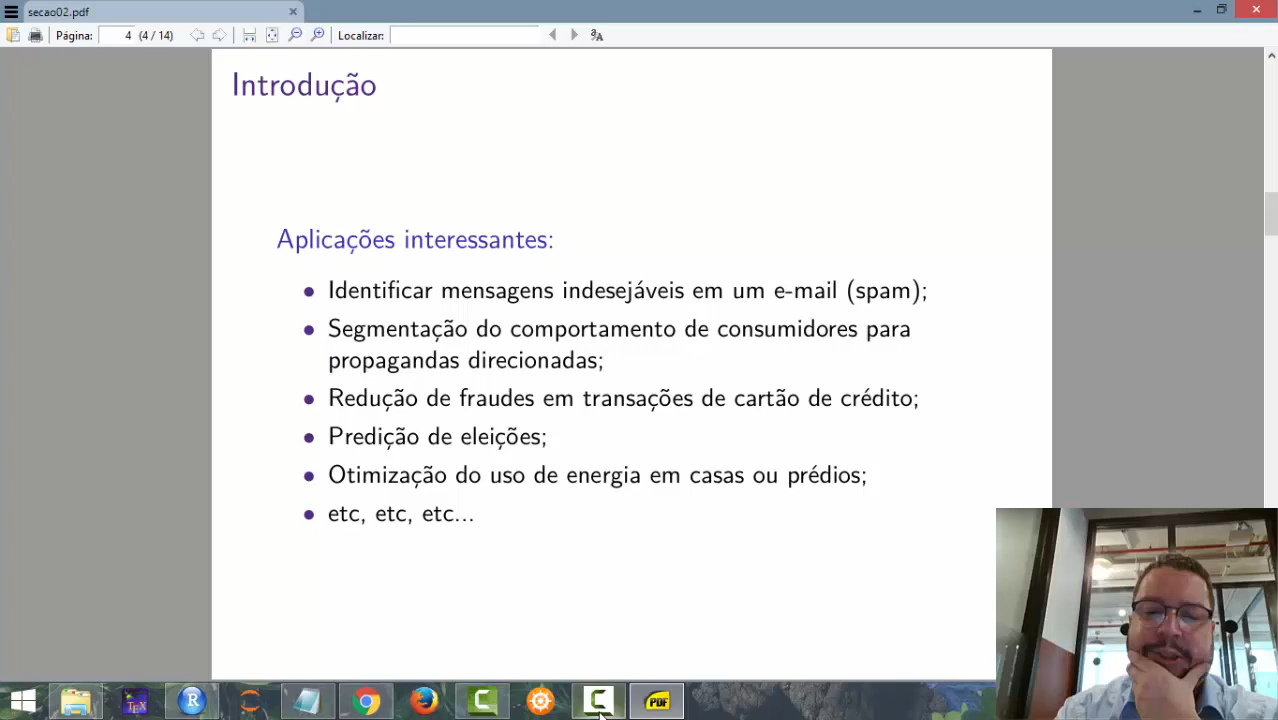 secao02.pdf
Página: 4 (4 / 14) Localizar:
Introdução
Aplicações interessantes:
• Identificar mensagens indesejáveis em um e-mail (spam);
• Segmentação do comportamento de consumidores para
propagandas direcionadas;
• Redução de fraudes em transações de cartão de crédito;
• Predição de eleições;
• Otimização do uso de energia em casas ou prédios;
• etc, etc, etc...
TEX
R
PDF